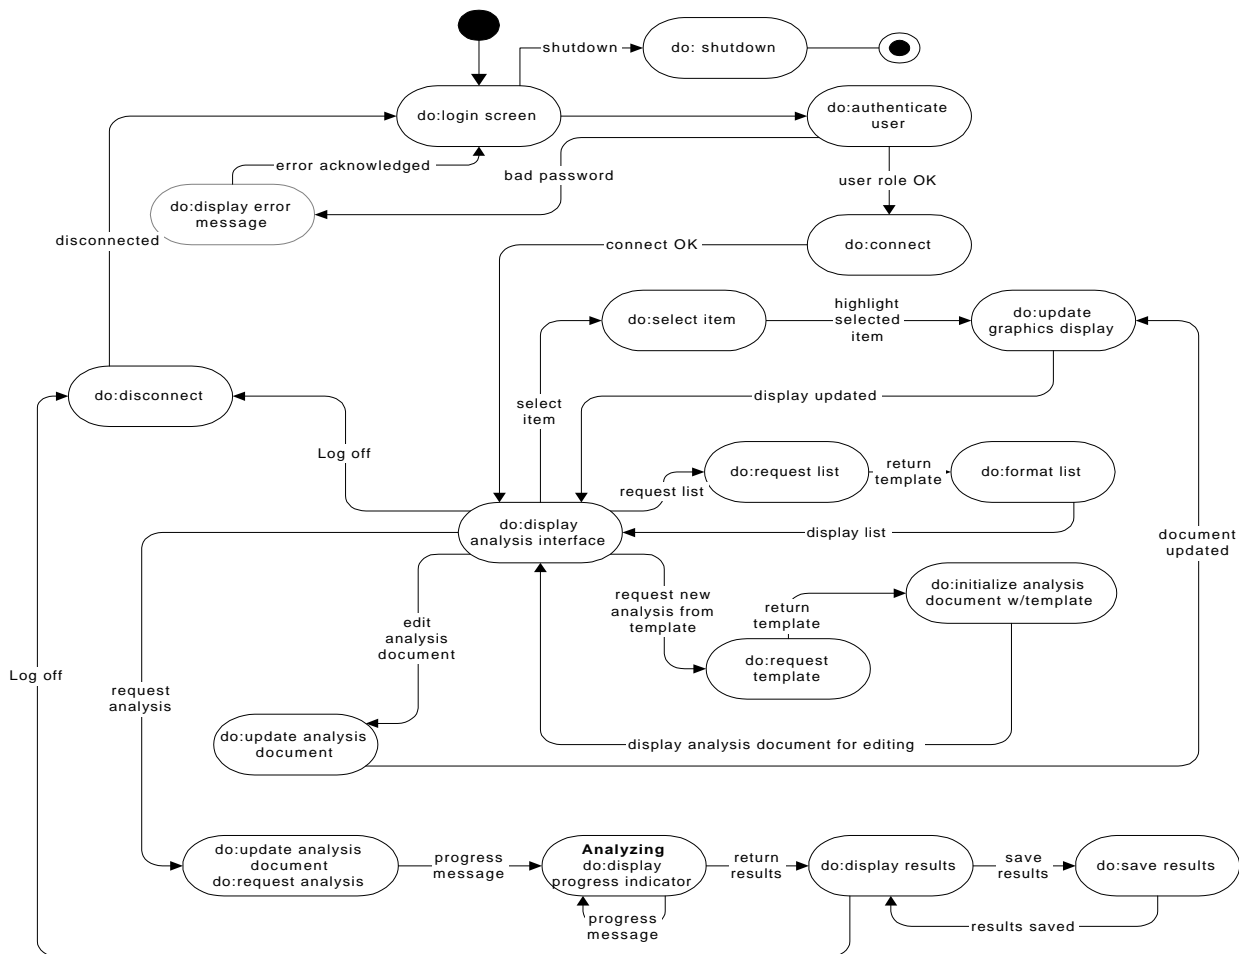 shutdown
do: shutdown
do:login screen
do:authenticate
user
error acknowledged
bad password
user role OK
do:display error
message
disconnected
connect OK
do:connect
do:select item
highlight
selected
item
do:update
graphics display
do:disconnect
select
item
display updated
Log off
request list
do:request list
return
template
do:format list
do:display
analysis interface
display list
document
updated
edit
analysis
document
request new
analysis from
template
return
template
do:initialize analysis
document w/template
do:request
template
Log off
request
analysis
do:update analysis
document
display analysis document for editing
do:update analysis
document
do:request analysis
progress
message
Analyzing
do:display
progress indicator
return
results
do:display results
save
results
do:save results
progress
message
results saved